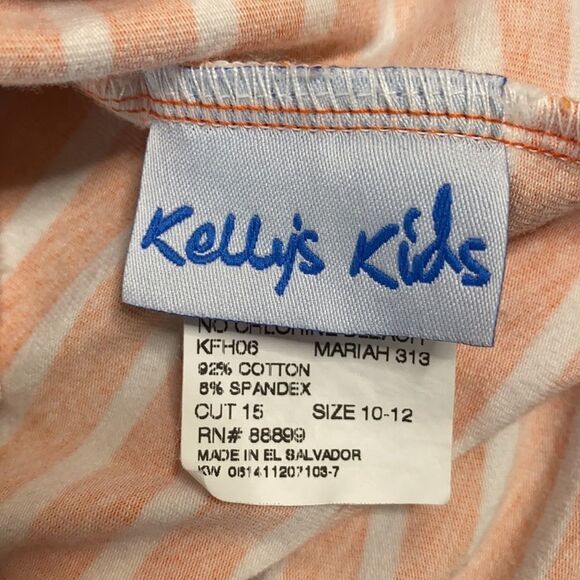 Kelly's Kids
NO CHLORINE BLEACH
KFH06 MARIAH 313
92% COTTON
8% SPANDEX
CUT 15 SIZE 10-12
RN# 88899
MADE IN EL SALVADOR
KW 081411207103-7